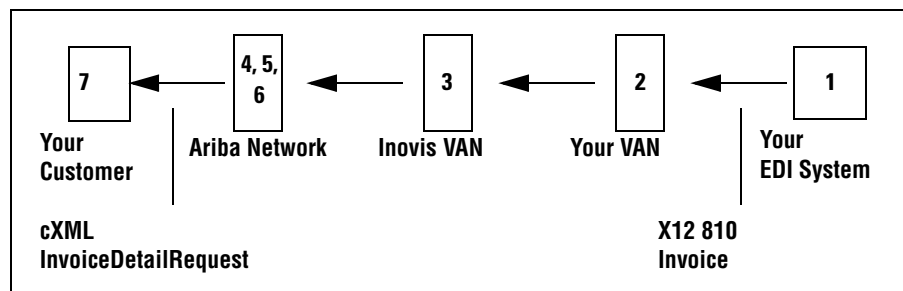 7
4, 5,
6
3
2
1
Your
Customer
Ariba Network
Inovis VAN
Your VAN
Your
EDI System
cXML
InvoiceDetailRequest
X12 810
Invoice